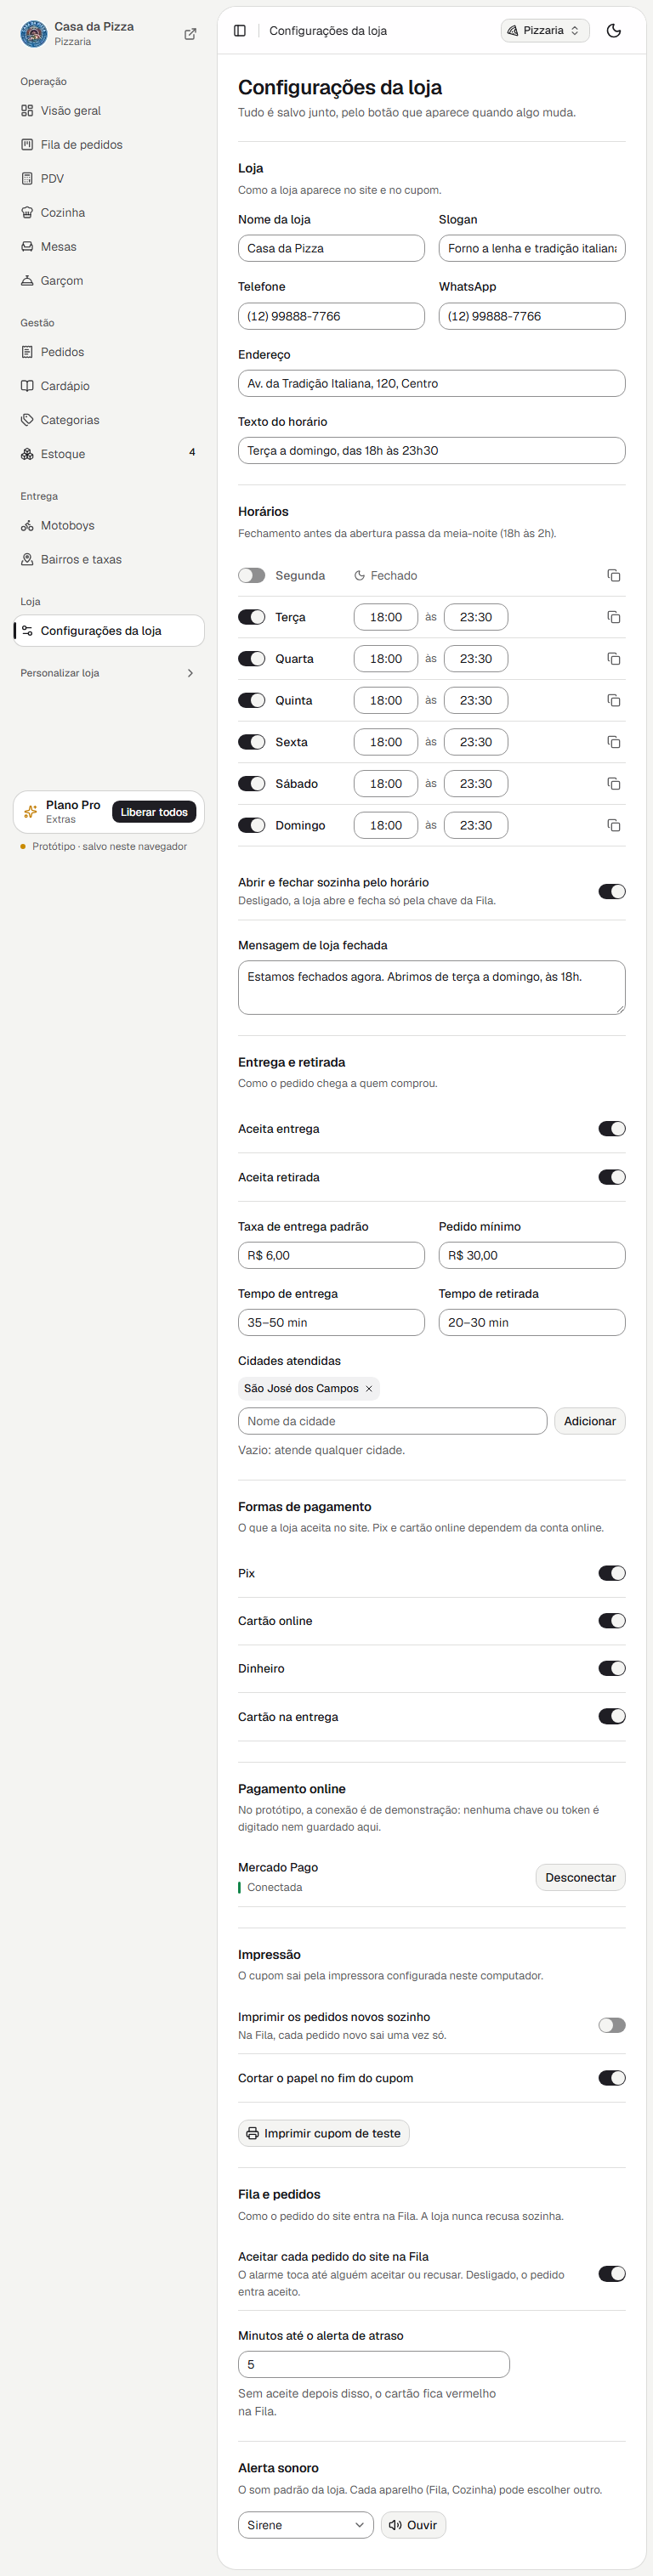 Casa da Pizza
Pizzaria
Operação
Visão geral
Fila de pedidos
PDV
Cozinha
Mesas
Garçom
Gestão
Pedidos
Cardápio
Categorias
Estoque 4
Entrega
Motoboys
Bairros e taxas
Loja
Configurações da loja
Personalizar loja
Plano Pro
Extras
Liberar todos
Protótipo · salvo neste navegador
Configurações da loja
Pizzaria
Configurações da loja
Tudo é salvo junto, pelo botão que aparece quando algo muda.
Loja
Como a loja aparece no site e no cupom.
Nome da loja Slogan
Casa da Pizza Forno a lenha e tradição italiana
Telefone WhatsApp
(12) 99888-7766 (12) 99888-7766
Endereço
Av. da Tradição Italiana, 120, Centro
Texto do horário
Terça a domingo, das 18h às 23h30
Horários
Fechamento antes da abertura passa da meia-noite (18h às 2h).
Segunda Fechado
Terça 18:00 às 23:30
Quarta 18:00 às 23:30
Quinta 18:00 às 23:30
Sexta 18:00 às 23:30
Sábado 18:00 às 23:30
Domingo 18:00 às 23:30
Abrir e fechar sozinha pelo horário
Desligado, a loja abre e fecha só pela chave da Fila.
Mensagem de loja fechada
Estamos fechados agora. Abrimos de terça a domingo, às 18h.
Entrega e retirada
Como o pedido chega a quem comprou.
Aceita entrega
Aceita retirada
Taxa de entrega padrão Pedido mínimo
R$ 6,00 R$ 30,00
Tempo de entrega Tempo de retirada
35–50 min 20–30 min
Cidades atendidas
São José dos Campos
Nome da cidade Adicionar
Vazio: atende qualquer cidade.
Formas de pagamento
O que a loja aceita no site. Pix e cartão online dependem da conta online.
Pix
Cartão online
Dinheiro
Cartão na entrega
Pagamento online
No protótipo, a conexão é de demonstração: nenhuma chave ou token é
digitado nem guardado aqui.
Mercado Pago
Conectada
Desconectar
Impressão
O cupom sai pela impressora configurada neste computador.
Imprimir os pedidos novos sozinho
Na Fila, cada pedido novo sai uma vez só.
Cortar o papel no fim do cupom
Imprimir cupom de teste
Fila e pedidos
Como o pedido do site entra na Fila. A loja nunca recusa sozinha.
Aceitar cada pedido do site na Fila
O alarme toca até alguém aceitar ou recusar. Desligado, o pedido
entra aceito.
Minutos até o alerta de atraso
5
Sem aceite depois disso, o cartão fica vermelho
na Fila.
Alerta sonoro
O som padrão da loja. Cada aparelho (Fila, Cozinha) pode escolher outro.
Sirene Ouvir